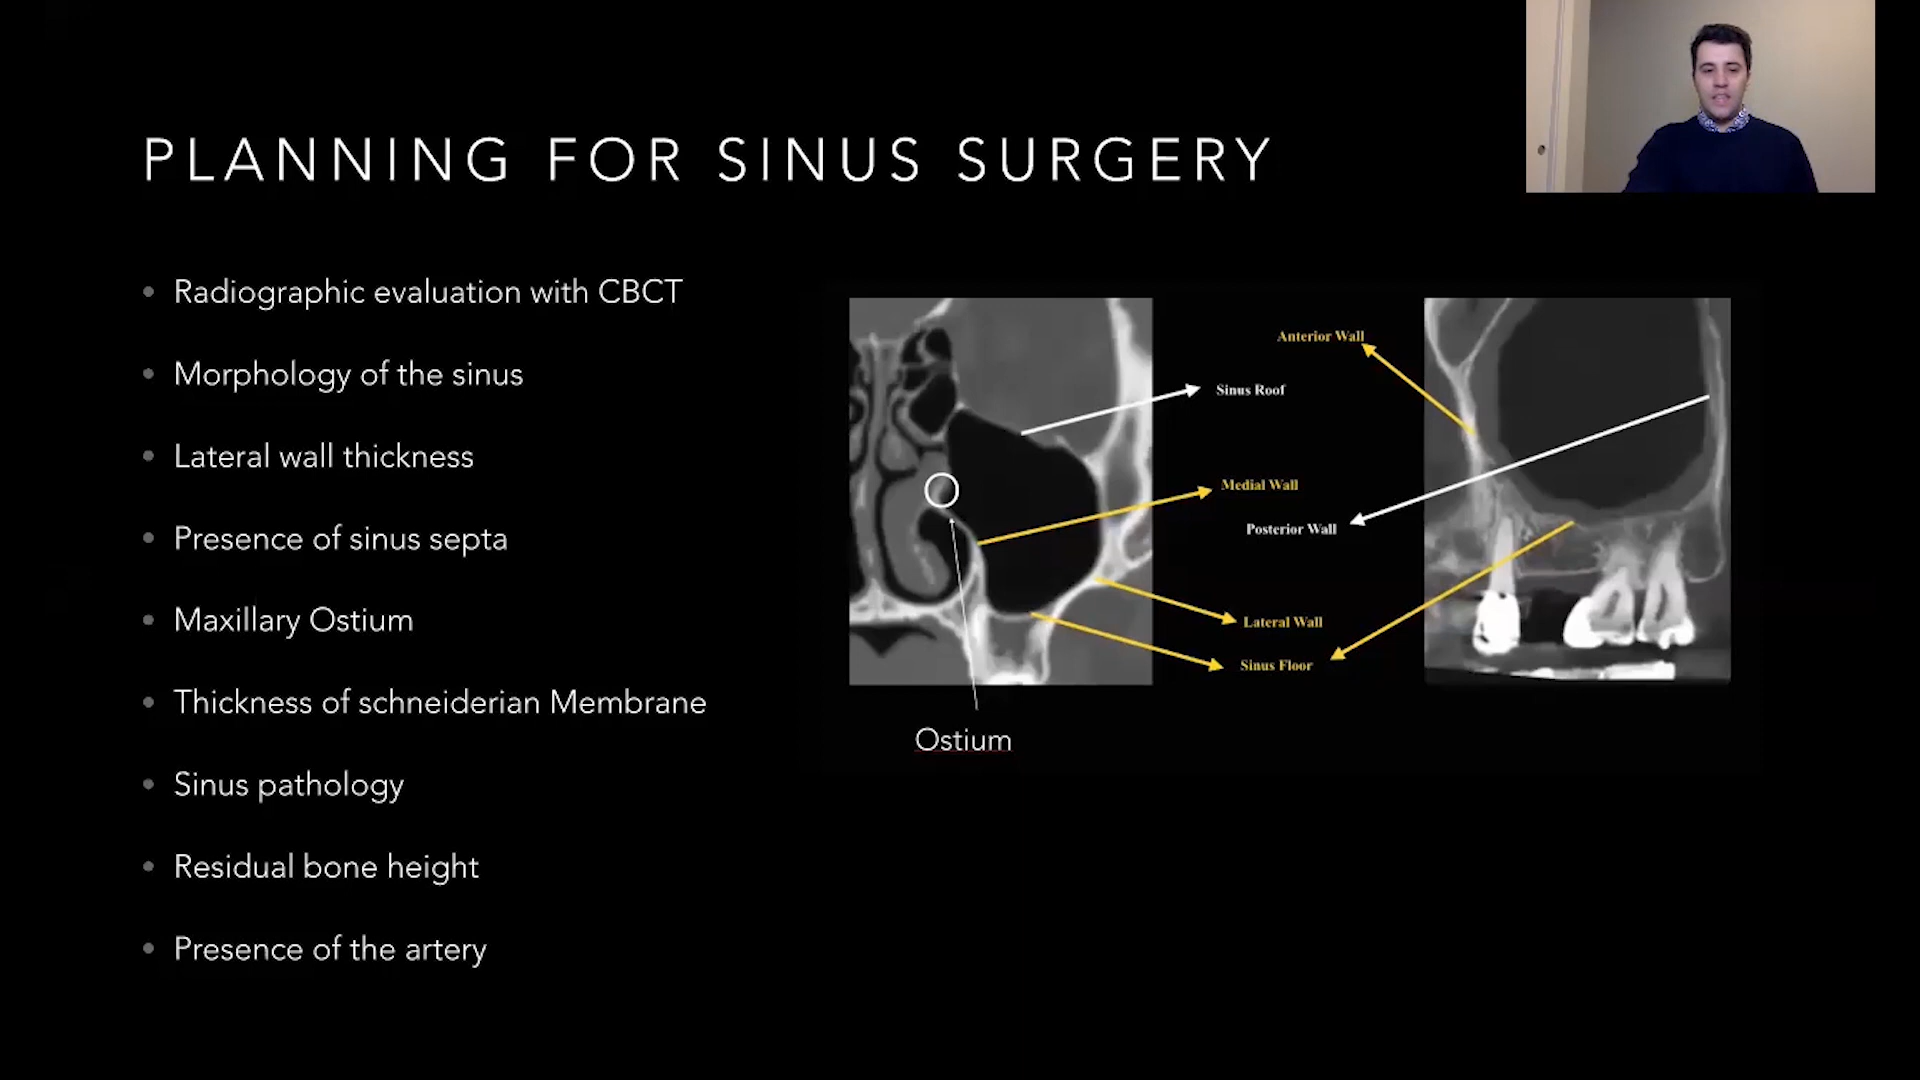 PLANNING FOR SINUS SURGERY
• Radiographic evaluation with CBCT
• Morphology of the sinus
• Lateral wall thickness
• Presence of sinus septa
• Maxillary Ostium
• Thickness of schneiderian Membrane
• Sinus pathology
• Residual bone height
• Presence of the artery
Anterior Wall
Sinus Roof
Medial Wall
Posterior Wall
Lateral Wall
Sinus Floor
Ostium